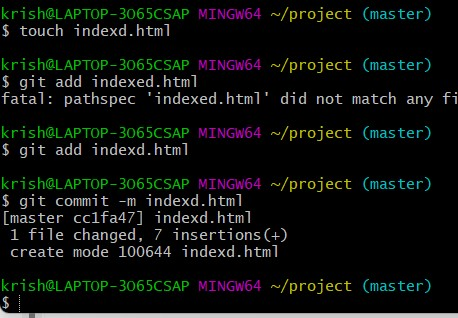 krish@LAPTOP-3O65CSAP MINGW64 ~/project (master)
$ touch indexd.html
krish@LAPTOP-3O65CSAP MINGW64 ~/project (master)
$ git add indexed.html
fatal: pathspec 'indexed.html' did not match any fi
krish@LAPTOP-3O65CSAP MINGW64 ~/project (master)
$ git add indexd.html
krish@LAPTOP-3O65CSAP MINGW64 ~/project (master)
$ git commit -m indexd.html
[master cc1fa47] indexd.html
1 file changed, 7 insertions(+)
create mode 100644 indexd.html
krish@LAPTOP-3O65CSAP MINGW64 ~/project (master)
$